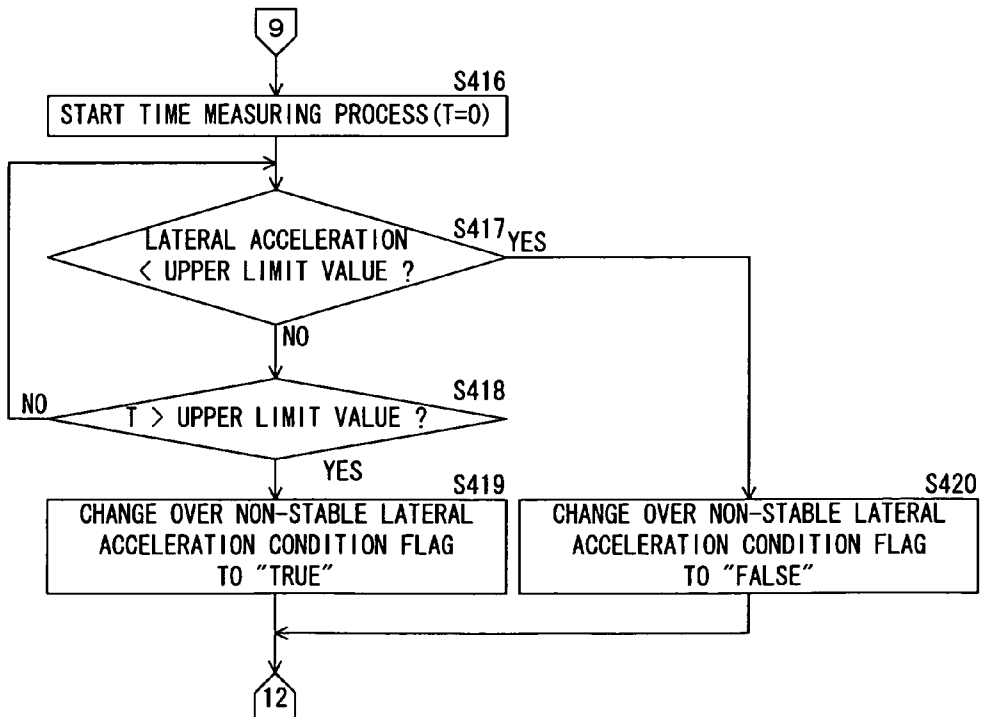 9
S416
START TIME MEASURING PROCESS(T=0)
S417
YES
LATERAL ACCELERATION
< UPPER LIMIT VALUE ?
NO
S418
NO
T > UPPER LIMIT VALUE ?
YES
S419
CHANGE OVER NON-STABLE LATERAL
ACCELERATION CONDITION FLAG
TO "TRUE"
S420
CHANGE OVER NON-STABLE LATERAL
ACCELERATION CONDITION FLAG
TO "FALSE"
12